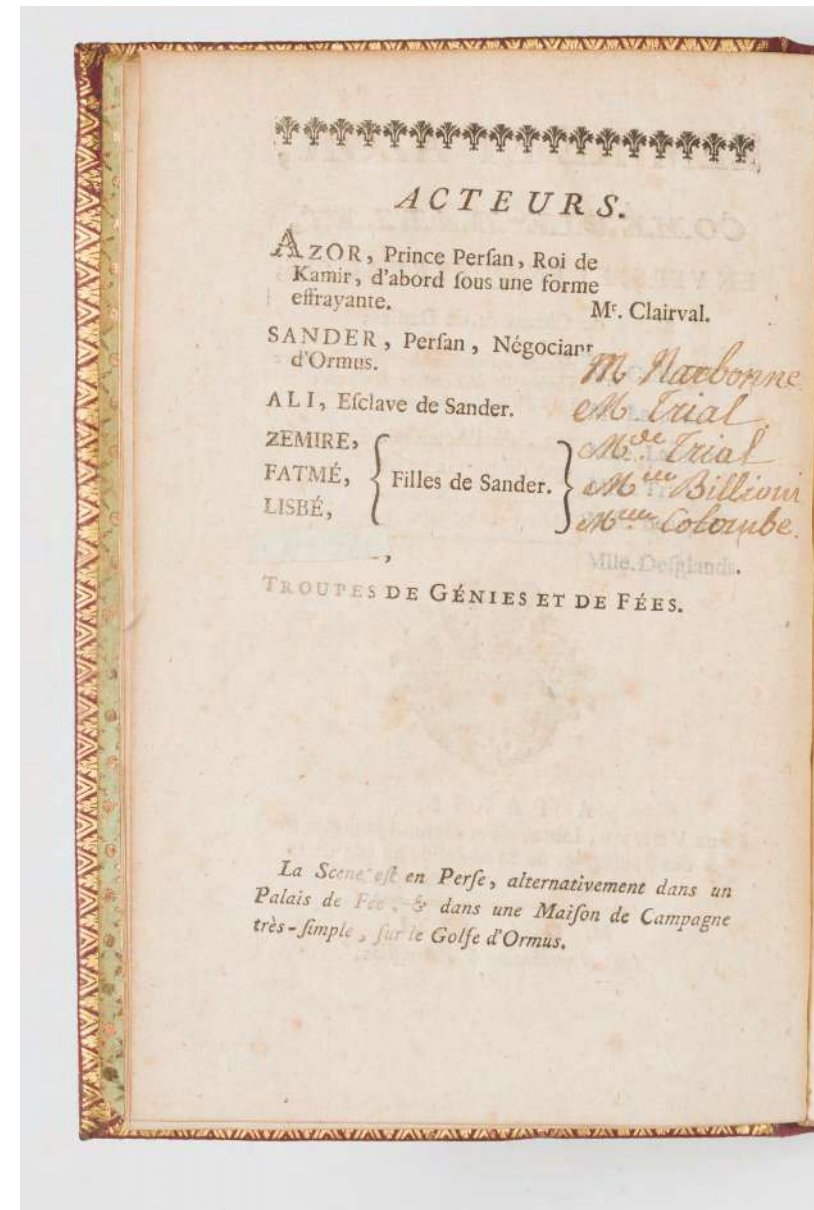 ACTEURS.
AZOR, Prince Perſan, Roi de
Kamir, d'abord ſous une forme
effrayante. Mr. Clairval.
SANDER, Perſan, Négociant
d'Ormus. M Narbonne
ALI, Eſclave de Sander. M. Trial.
ZEMIRE, Mde Trial
FATMÉ, Filles de Sander. Mlle Billioni
LISBÉ, Mlle Colombe.
Mlle. Deſglands.
TROUPES DE GÉNIES ET DE FÉES.
La Scene eſt en Perſe, alternativement dans un
Palais de Fée, & dans une Maiſon de Campagne
très-ſimple, ſur le Golfe d'Ormus.